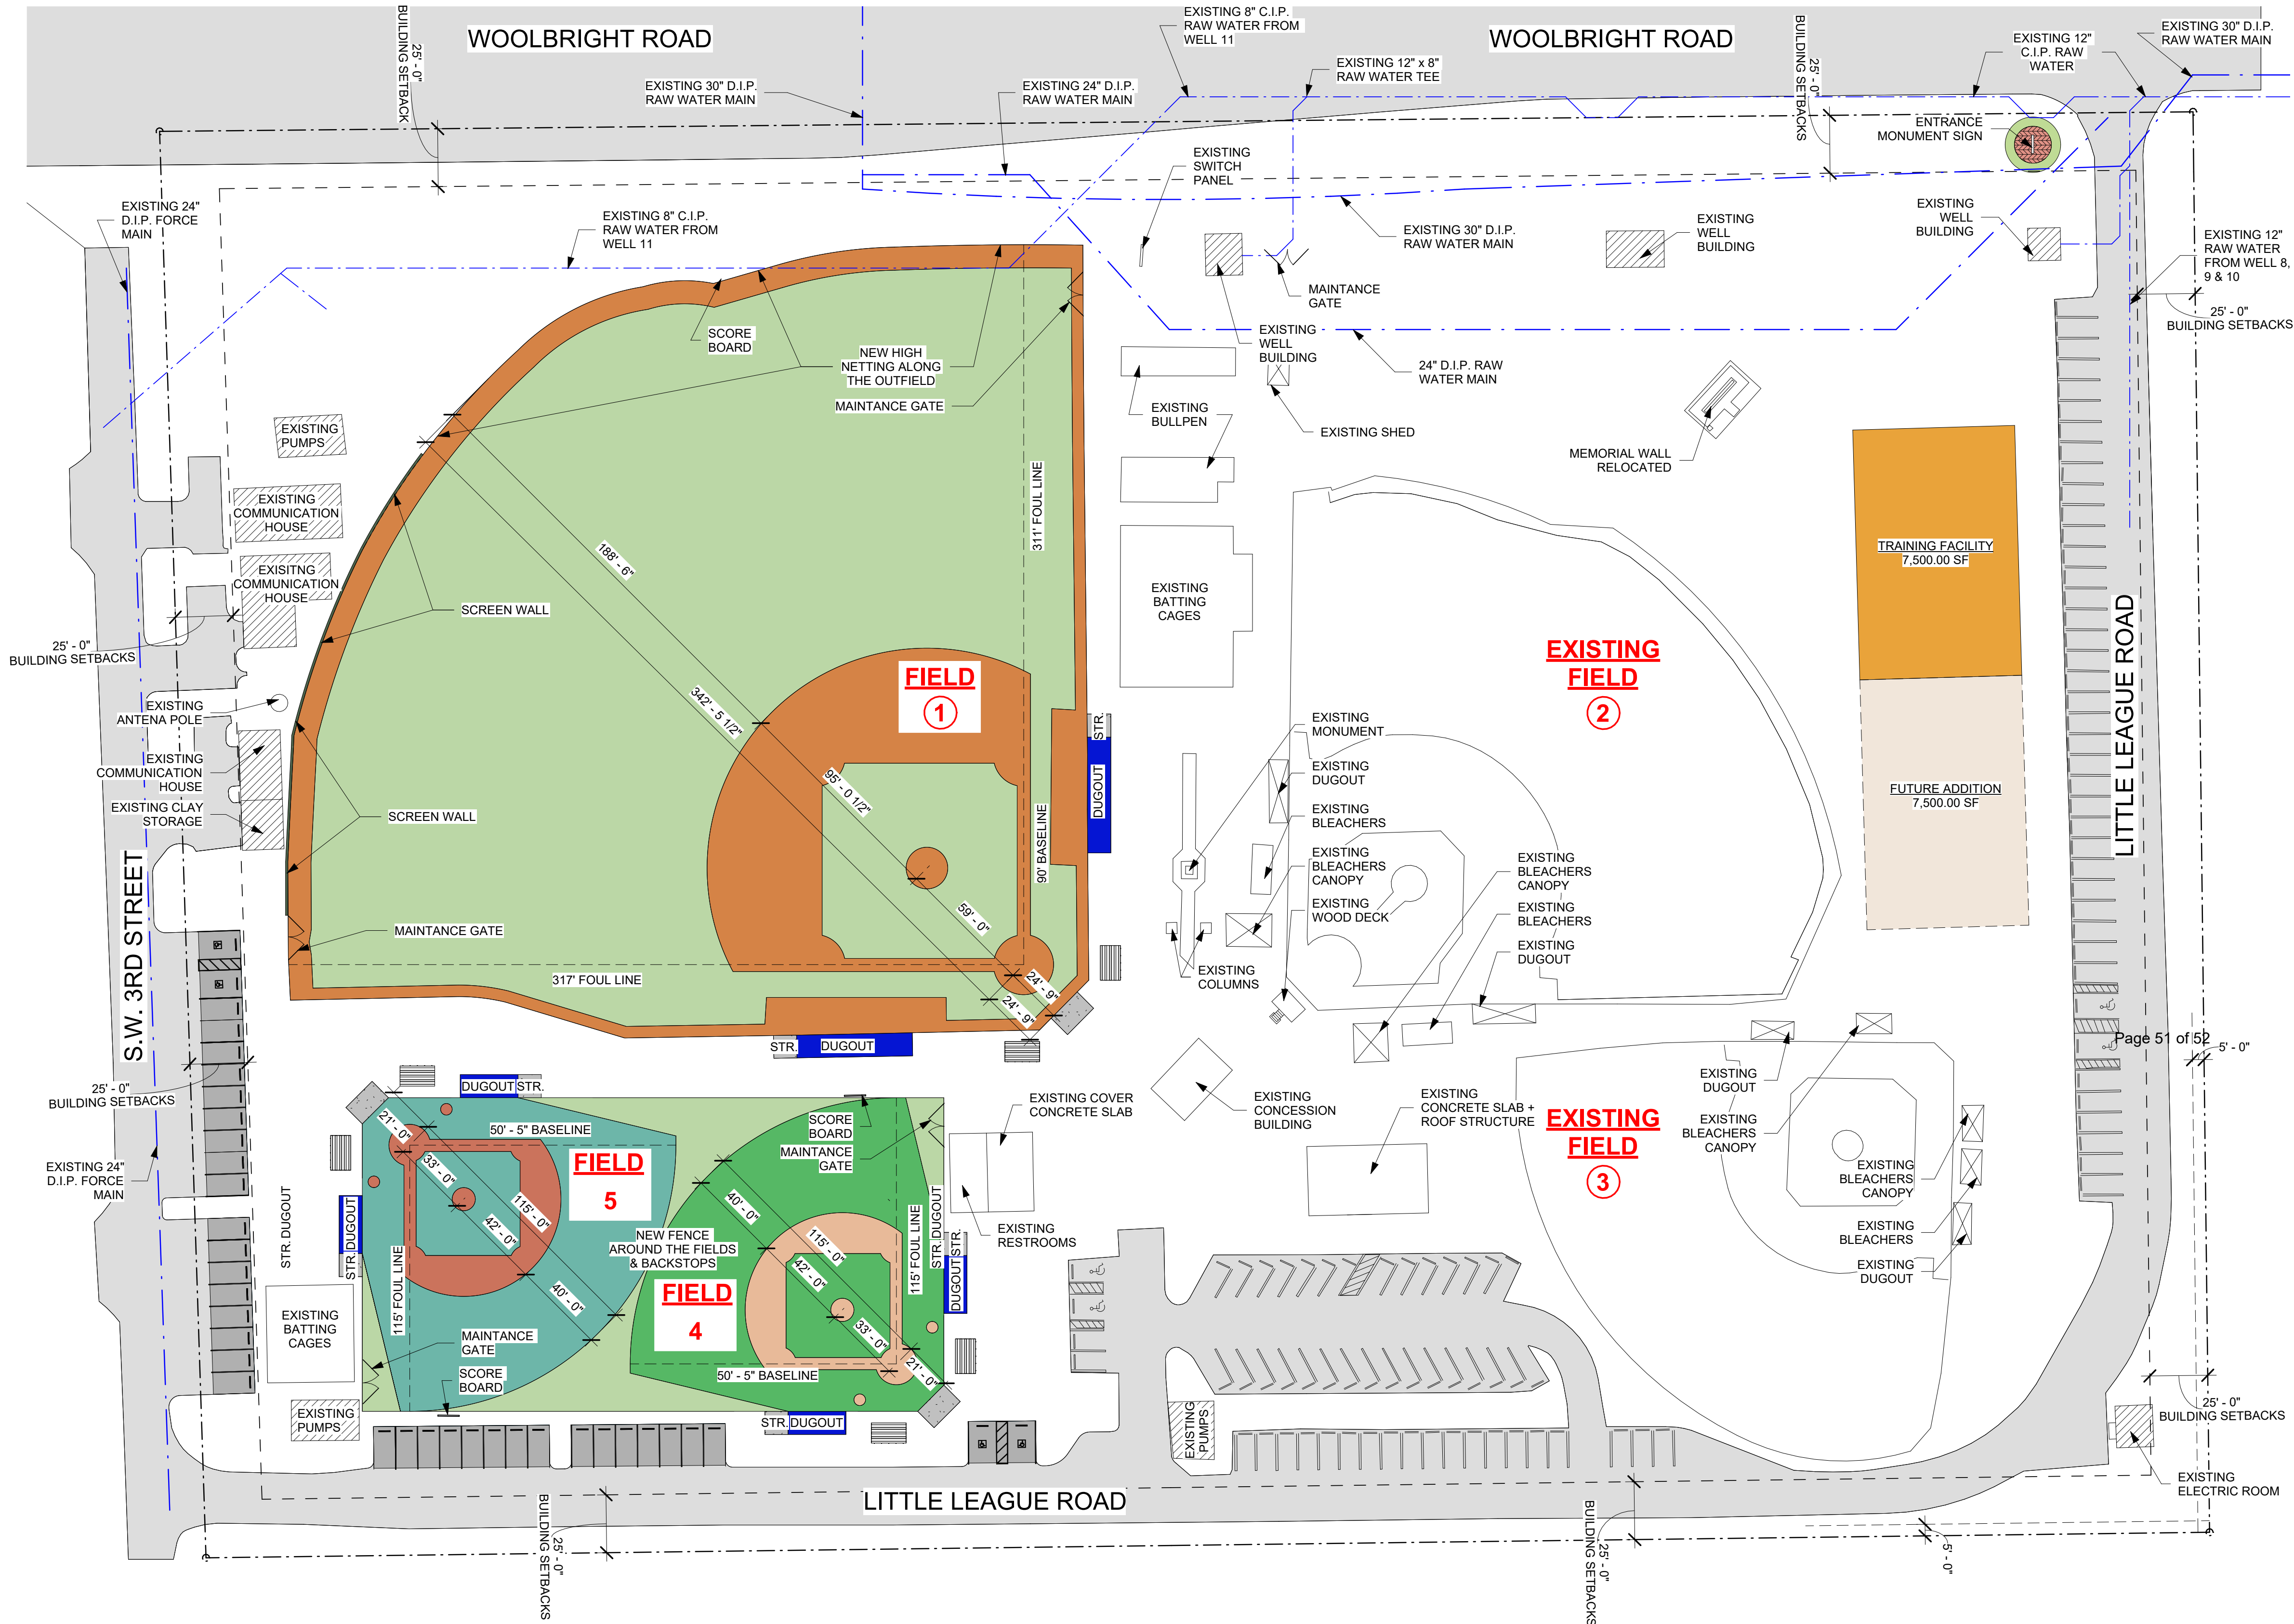 WOOLBRIGHT ROAD
WOOLBRIGHT ROAD
25' - 0"
BUILDING SETBACK
EXISTING 30" D.I.P.
RAW WATER MAIN
EXISTING 24" D.I.P.
RAW WATER MAIN
EXISTING 8" C.I.P.
RAW WATER FROM
WELL 11
EXISTING 12" x 8"
RAW WATER TEE
25' - 0"
BUILDING SETBACKS
EXISTING 12"
C.I.P. RAW
WATER
EXISTING 30" D.I.P.
RAW WATER MAIN
ENTRANCE
MONUMENT SIGN
EXISTING
SWITCH
PANEL
EXISTING 24"
D.I.P. FORCE
MAIN
EXISTING 8" C.I.P.
RAW WATER FROM
WELL 11
EXISTING 30" D.I.P.
RAW WATER MAIN
EXISTING
WELL
BUILDING
EXISTING
WELL
BUILDING
EXISTING 12"
RAW WATER
FROM WELL 8,
9 & 10
25' - 0"
BUILDING SETBACKS
MAINTANCE
GATE
EXISTING
WELL
BUILDING
24" D.I.P. RAW
WATER MAIN
SCORE
BOARD
NEW HIGH
NETTING ALONG
THE OUTFIELD
MAINTANCE GATE
EXISTING
BULLPEN
EXISTING SHED
MEMORIAL WALL
RELOCATED
EXISTING
PUMPS
EXISTING
COMMUNICATION
HOUSE
EXISITNG
COMMUNICATION
HOUSE
188' - 6"
311' FOUL LINE
SCREEN WALL
EXISTING
BATTING
CAGES
TRAINING FACILITY
7,500.00 SF
25' - 0"
BUILDING SETBACKS
FIELD
1
EXISTING
FIELD
2
LITTLE LEAGUE ROAD
342' - 5 1/2"
EXISTING
ANTENA POLE
STR.
DUGOUT
EXISTING
MONUMENT
EXISTING
COMMUNICATION
HOUSE
95' - 0 1/2"
EXISTING
DUGOUT
FUTURE ADDITION
7,500.00 SF
EXISTING CLAY
STORAGE
SCREEN WALL
90' BASELINE
EXISTING
BLEACHERS
EXISTING
BLEACHERS
CANOPY
EXISTING
BLEACHERS
CANOPY
S.W. 3RD STREET
59' - 0"
EXISTING
WOOD DECK
EXISTING
BLEACHERS
MAINTANCE GATE
EXISTING
DUGOUT
317' FOUL LINE
24' - 9"
24' - 9"
EXISTING
COLUMNS
STR.
DUGOUT
Page 51 of 52
5' - 0"
25' - 0"
BUILDING SETBACKS
DUGOUT
STR.
EXISTING COVER
CONCRETE SLAB
EXISTING
CONCESSION
BUILDING
EXISTING
CONCRETE SLAB +
ROOF STRUCTURE
EXISTING
DUGOUT
21' - 0"
50' - 5" BASELINE
SCORE
BOARD
MAINTANCE
GATE
EXISTING
FIELD
3
EXISTING
BLEACHERS
CANOPY
EXISTING 24"
D.I.P. FORCE
MAIN
33' - 0"
FIELD
5
115' - 0"
40' - 0"
EXISTING
BLEACHERS
CANOPY
STR.
DUGOUT
STR.
DUGOUT
42' - 0"
NEW FENCE
AROUND THE FIELDS
& BACKSTOPS
115' - 0"
115' FOUL LINE
STR.
DUGOUT
STR.
DUGOUT
EXISTING
RESTROOMS
EXISTING
BLEACHERS
EXISTING
DUGOUT
115' FOUL LINE
40' - 0"
42' - 0"
FIELD
4
EXISTING
BATTING
CAGES
MAINTANCE
GATE
33' - 0"
SCORE
BOARD
50' - 5" BASELINE
21' - 0"
EXISTING
PUMPS
STR.
DUGOUT
EXISTING
PUMPS
25' - 0"
BUILDING SETBACKS
EXISTING
ELECTRIC ROOM
LITTLE LEAGUE ROAD
25' - 0"
BUILDING SETBACKS
25' - 0"
BUILDING SETBACKS
5' - 0"